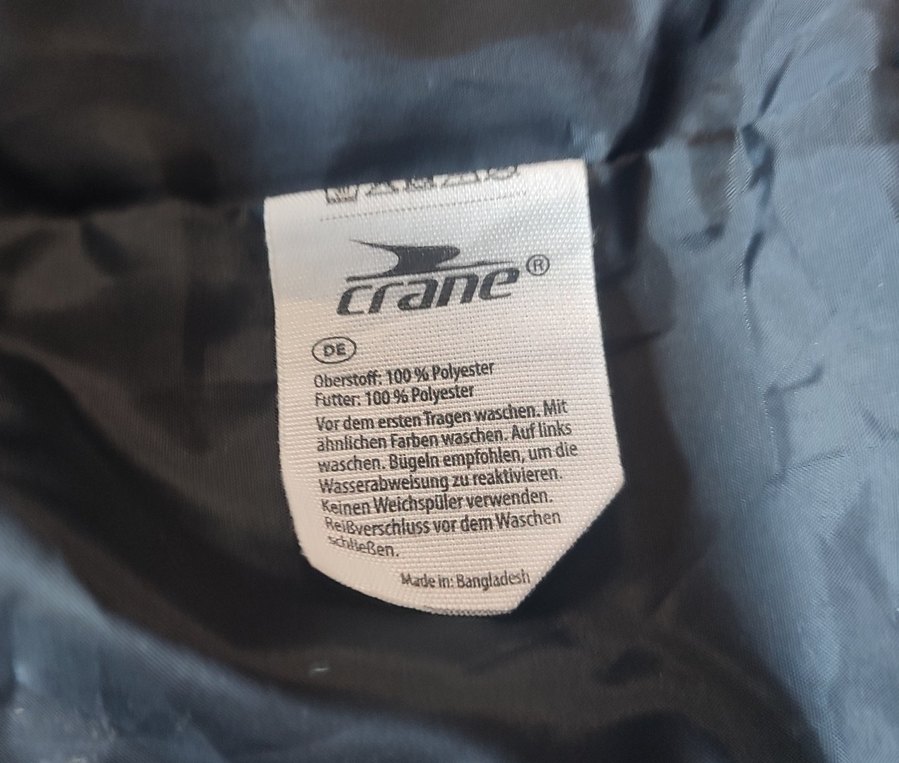 crane®
DE
Oberstoff: 100 % Polyester
Futter: 100 % Polyester
Vor dem ersten Tragen waschen. Mit
ähnlichen Farben waschen. Auf links
waschen. Bügeln empfohlen, um die
Wasserabweisung zu reaktivieren.
Keinen Weichspüler verwenden.
Reißverschluss vor dem Waschen
schließen.
Made in: Bangladesh